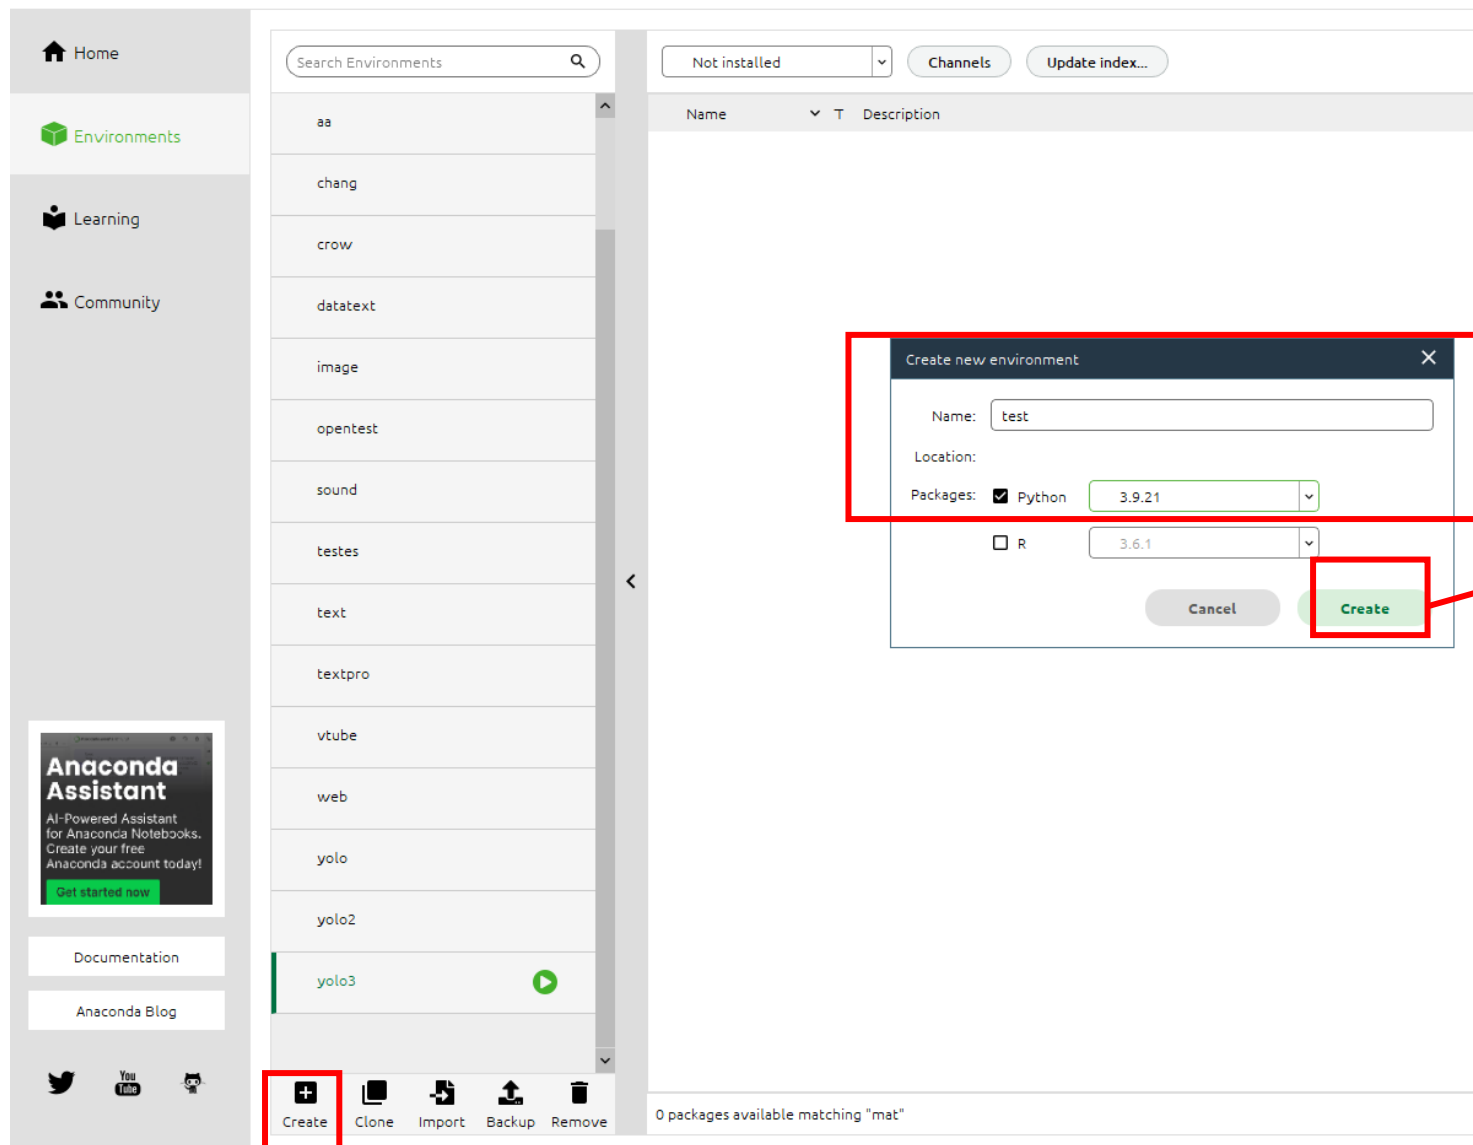 Home
Environments
Learning
Community
Anaconda
Assistant
AI-Powered Assistant
for Anaconda Notebooks.
Create your free
Anaconda account today!
Get started now
Documentation
Anaconda Blog
You
Tube
Search Environments
aa
chang
crow
datatext
image
opentest
sound
testes
text
textpro
vtube
web
yolo
yolo2
yolo3
Create Clone Import Backup Remove
Not installed Channels Update index...
Name T Description
Create new environment
Name: test
Location:
Packages: Python 3.9.21
R 3.6.1
Cancel Create
0 packages available matching "mat"